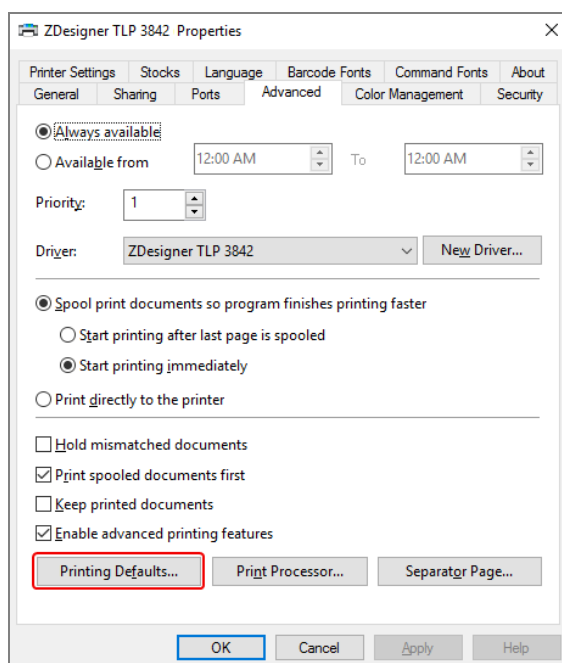 ZDesigner TLP 3842 Properties
Printer Settings Stocks Language Barcode Fonts Command Fonts About
General Sharing Ports Advanced Color Management Security
Always available
Available from 12:00 AM To 12:00 AM
Priority: 1
Driver: ZDesigner TLP 3842 New Driver...
Spool print documents so program finishes printing faster
Start printing after last page is spooled
Start printing immediately
Print directly to the printer
Hold mismatched documents
Print spooled documents first
Keep printed documents
Enable advanced printing features
Printing Defaults... Print Processor... Separator Page...
OK Cancel Apply Help